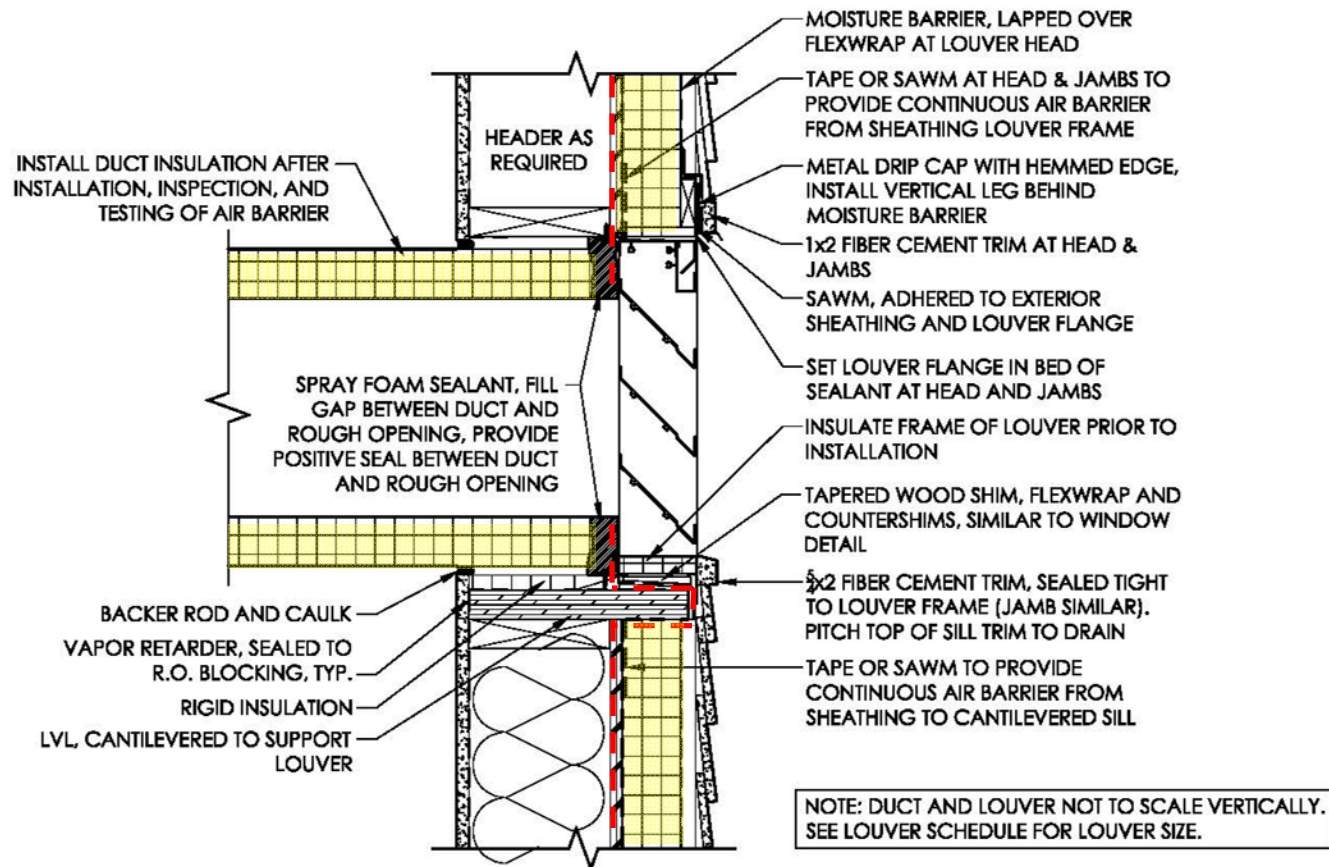 MOISTURE BARRIER, LAPPED OVER
FLEXWRAP AT LOUVER HEAD
TAPE OR SAWM AT HEAD & JAMBS TO
PROVIDE CONTINUOUS AIR BARRIER
FROM SHEATHING LOUVER FRAME
METAL DRIP CAP WITH HEMMED EDGE,
INSTALL VERTICAL LEG BEHIND
MOISTURE BARRIER
1x2 FIBER CEMENT TRIM AT HEAD &
JAMBS
SAWM, ADHERED TO EXTERIOR
SHEATHING AND LOUVER FLANGE
SET LOUVER FLANGE IN BED OF
SEALANT AT HEAD AND JAMBS
INSULATE FRAME OF LOUVER PRIOR TO
INSTALLATION
TAPERED WOOD SHIM, FLEXWRAP AND
COUNTERSHIMS, SIMILAR TO WINDOW
DETAIL
x2 FIBER CEMENT TRIM, SEALED TIGHT
TO LOUVER FRAME (JAMB SIMILAR).
PITCH TOP OF SILL TRIM TO DRAIN
TAPE OR SAWM TO PROVIDE
CONTINUOUS AIR BARRIER FROM
SHEATHING TO CANTILEVERED SILL
NOTE: DUCT AND LOUVER NOT TO SCALE VERTICALLY.
SEE LOUVER SCHEDULE FOR LOUVER SIZE.
HEADER AS
REQUIRED
INSTALL DUCT INSULATION AFTER
INSTALLATION, INSPECTION, AND
TESTING OF AIR BARRIER
SPRAY FOAM SEALANT, FILL
GAP BETWEEN DUCT AND
ROUGH OPENING, PROVIDE
POSITIVE SEAL BETWEEN DUCT
AND ROUGH OPENING
BACKER ROD AND CAULK
VAPOR RETARDER, SEALED TO
R.O. BLOCKING, TYP.
RIGID INSULATION
LVL, CANTILEVERED TO SUPPORT
LOUVER